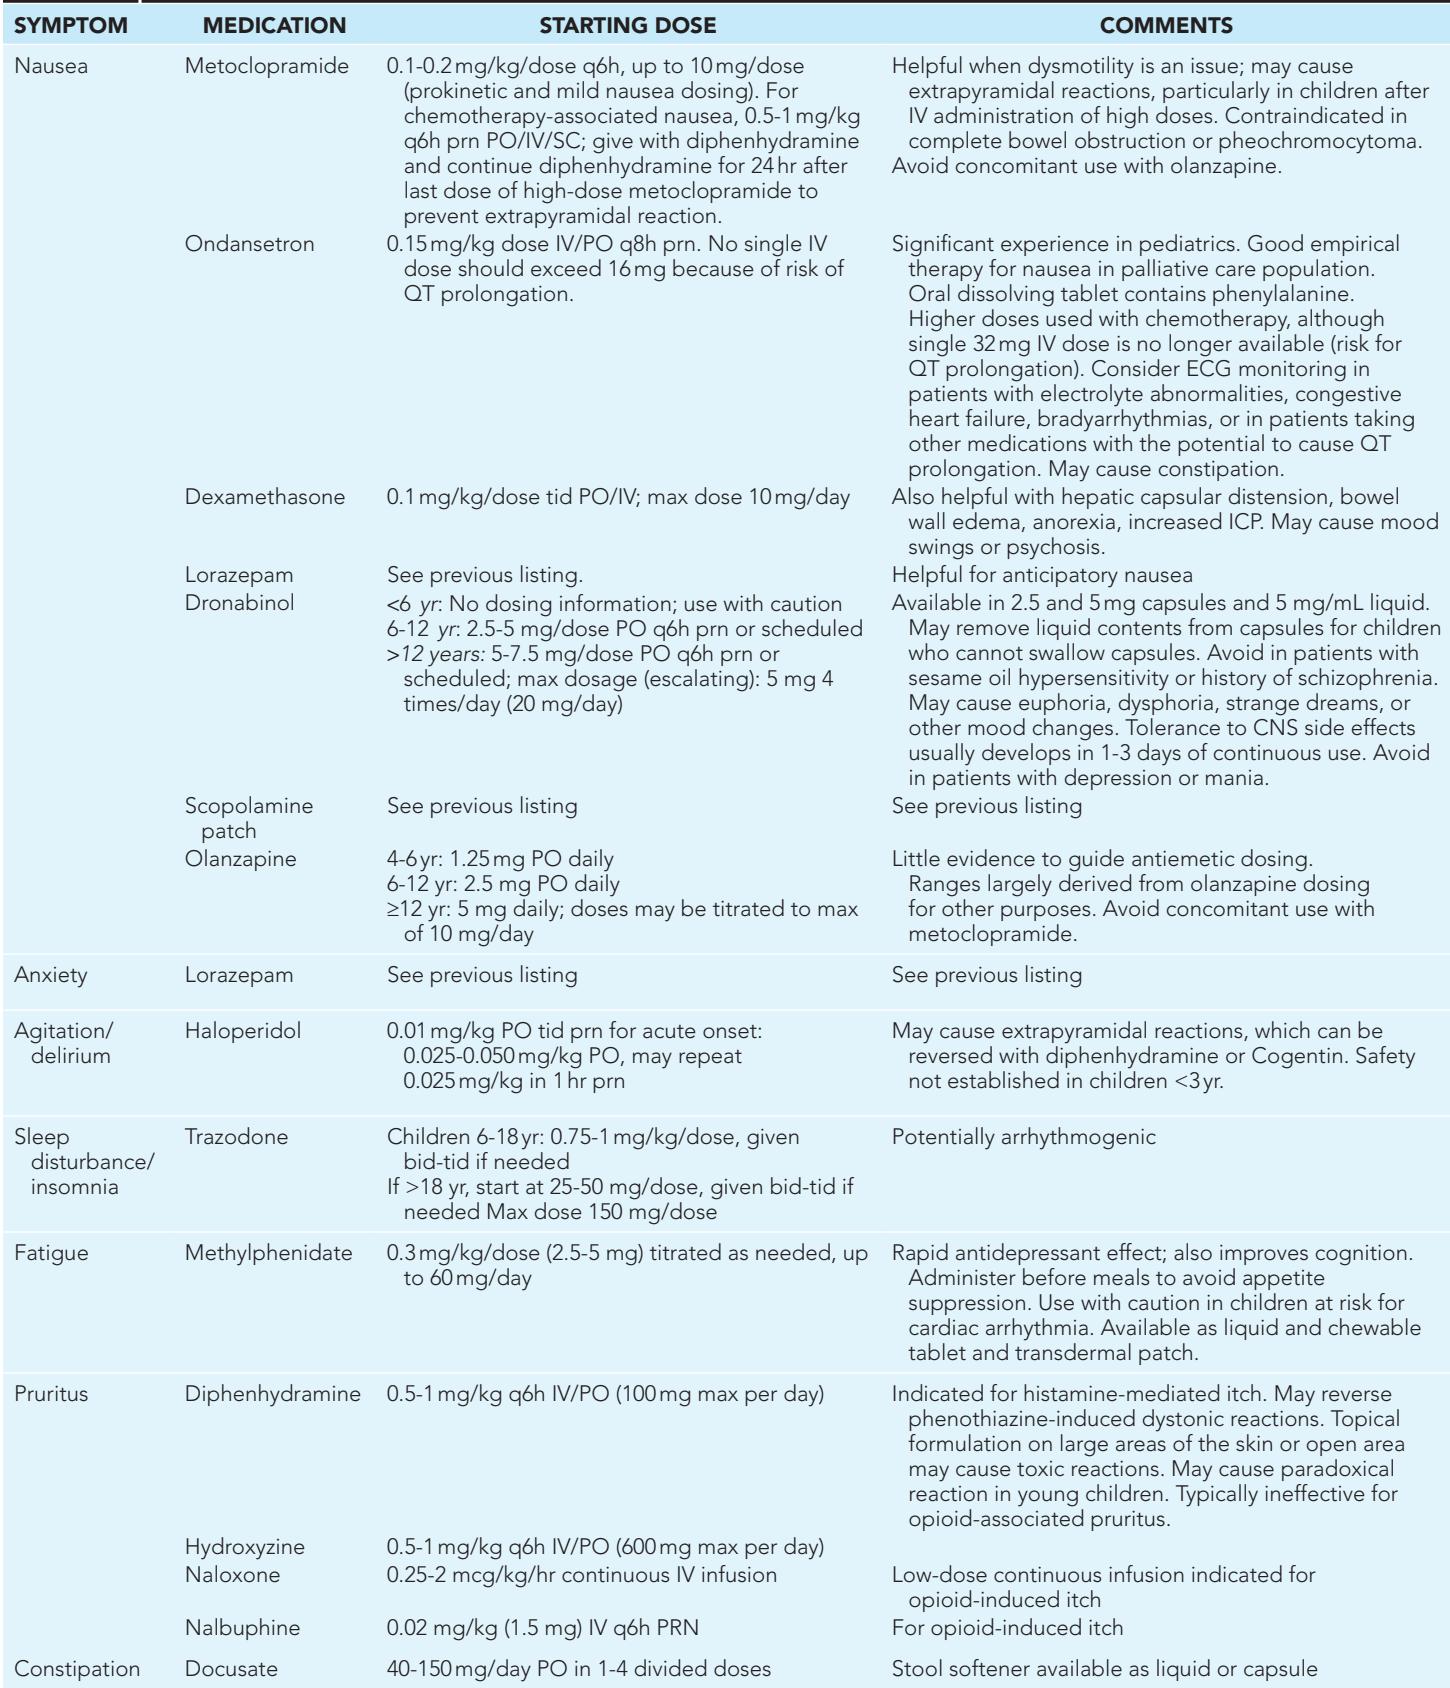 SYMPTOM MEDICATION STARTING DOSE COMMENTS
Nausea Metoclopramide 0.1-0.2 mg/kg/dose q6h, up to 10 mg/dose
(prokinetic and mild nausea dosing). For
chemotherapy-associated nausea, 0.5-1 mg/kg
q6h prn PO/IV/SC; give with diphenhydramine
and continue diphenhydramine for 24 hr after
last dose of high-dose metoclopramide to
prevent extrapyramidal reaction.
Helpful when dysmotility is an issue; may cause
extrapyramidal reactions, particularly in children after
IV administration of high doses. Contraindicated in
complete bowel obstruction or pheochromocytoma.
Avoid concomitant use with olanzapine.
Ondansetron 0.15 mg/kg dose IV/PO q8h prn. No single IV
dose should exceed 16 mg because of risk of
QT prolongation.
Significant experience in pediatrics. Good empirical
therapy for nausea in palliative care population.
Oral dissolving tablet contains phenylalanine.
Higher doses used with chemotherapy, although
single 32 mg IV dose is no longer available (risk for
QT prolongation). Consider ECG monitoring in
patients with electrolyte abnormalities, congestive
heart failure, bradyarrhythmias, or in patients taking
other medications with the potential to cause QT
prolongation. May cause constipation.
Dexamethasone 0.1 mg/kg/dose tid PO/IV; max dose 10 mg/day
Also helpful with hepatic capsular distension, bowel
wall edema, anorexia, increased ICP. May cause mood
swings or psychosis.
Lorazepam See previous listing. Helpful for anticipatory nausea
Dronabinol <6 yr: No dosing information; use with caution
6-12 yr: 2.5-5 mg/dose PO q6h prn or scheduled
>12 years: 5-7.5 mg/dose PO q6h prn or
scheduled; max dosage (escalating): 5 mg 4
times/day (20 mg/day)
Available in 2.5 and 5 mg capsules and 5 mg/mL liquid.
May remove liquid contents from capsules for children
who cannot swallow capsules. Avoid in patients with
sesame oil hypersensitivity or history of schizophrenia.
May cause euphoria, dysphoria, strange dreams, or
other mood changes. Tolerance to CNS side effects
usually develops in 1-3 days of continuous use. Avoid
in patients with depression or mania.
Scopolamine
patch
See previous listing See previous listing
Olanzapine 4-6 yr: 1.25 mg PO daily
6-12 yr: 2.5 mg PO daily
≥12 yr: 5 mg daily; doses may be titrated to max
of 10 mg/day
Little evidence to guide antiemetic dosing.
Ranges largely derived from olanzapine dosing
for other purposes. Avoid concomitant use with
metoclopramide.
Anxiety Lorazepam See previous listing See previous listing
Agitation/
delirium
Haloperidol 0.01 mg/kg PO tid prn for acute onset:
0.025-0.050 mg/kg PO, may repeat
0.025 mg/kg in 1 hr prn
May cause extrapyramidal reactions, which can be
reversed with diphenhydramine or Cogentin. Safety
not established in children <3 yr.
Sleep
disturbance/
insomnia
Trazodone Children 6-18 yr: 0.75-1 mg/kg/dose, given
bid-tid if needed
If >18 yr, start at 25-50 mg/dose, given bid-tid if
needed Max dose 150 mg/dose
Potentially arrhythmogenic
Fatigue Methylphenidate 0.3 mg/kg/dose (2.5-5 mg) titrated as needed, up
to 60 mg/day
Rapid antidepressant effect; also improves cognition.
Administer before meals to avoid appetite
suppression. Use with caution in children at risk for
cardiac arrhythmia. Available as liquid and chewable
tablet and transdermal patch.
Pruritus Diphenhydramine 0.5-1 mg/kg q6h IV/PO (100 mg max per day)
Indicated for histamine-mediated itch. May reverse
phenothiazine-induced dystonic reactions. Topical
formulation on large areas of the skin or open area
may cause toxic reactions. May cause paradoxical
reaction in young children. Typically ineffective for
opioid-associated pruritus.
Hydroxyzine 0.5-1 mg/kg q6h IV/PO (600 mg max per day)
Naloxone 0.25-2 mcg/kg/hr continuous IV infusion
Low-dose continuous infusion indicated for
opioid-induced itch
Nalbuphine 0.02 mg/kg (1.5 mg) IV q6h PRN For opioid-induced itch
Constipation Docusate 40-150 mg/day PO in 1-4 divided doses Stool softener available as liquid or capsule